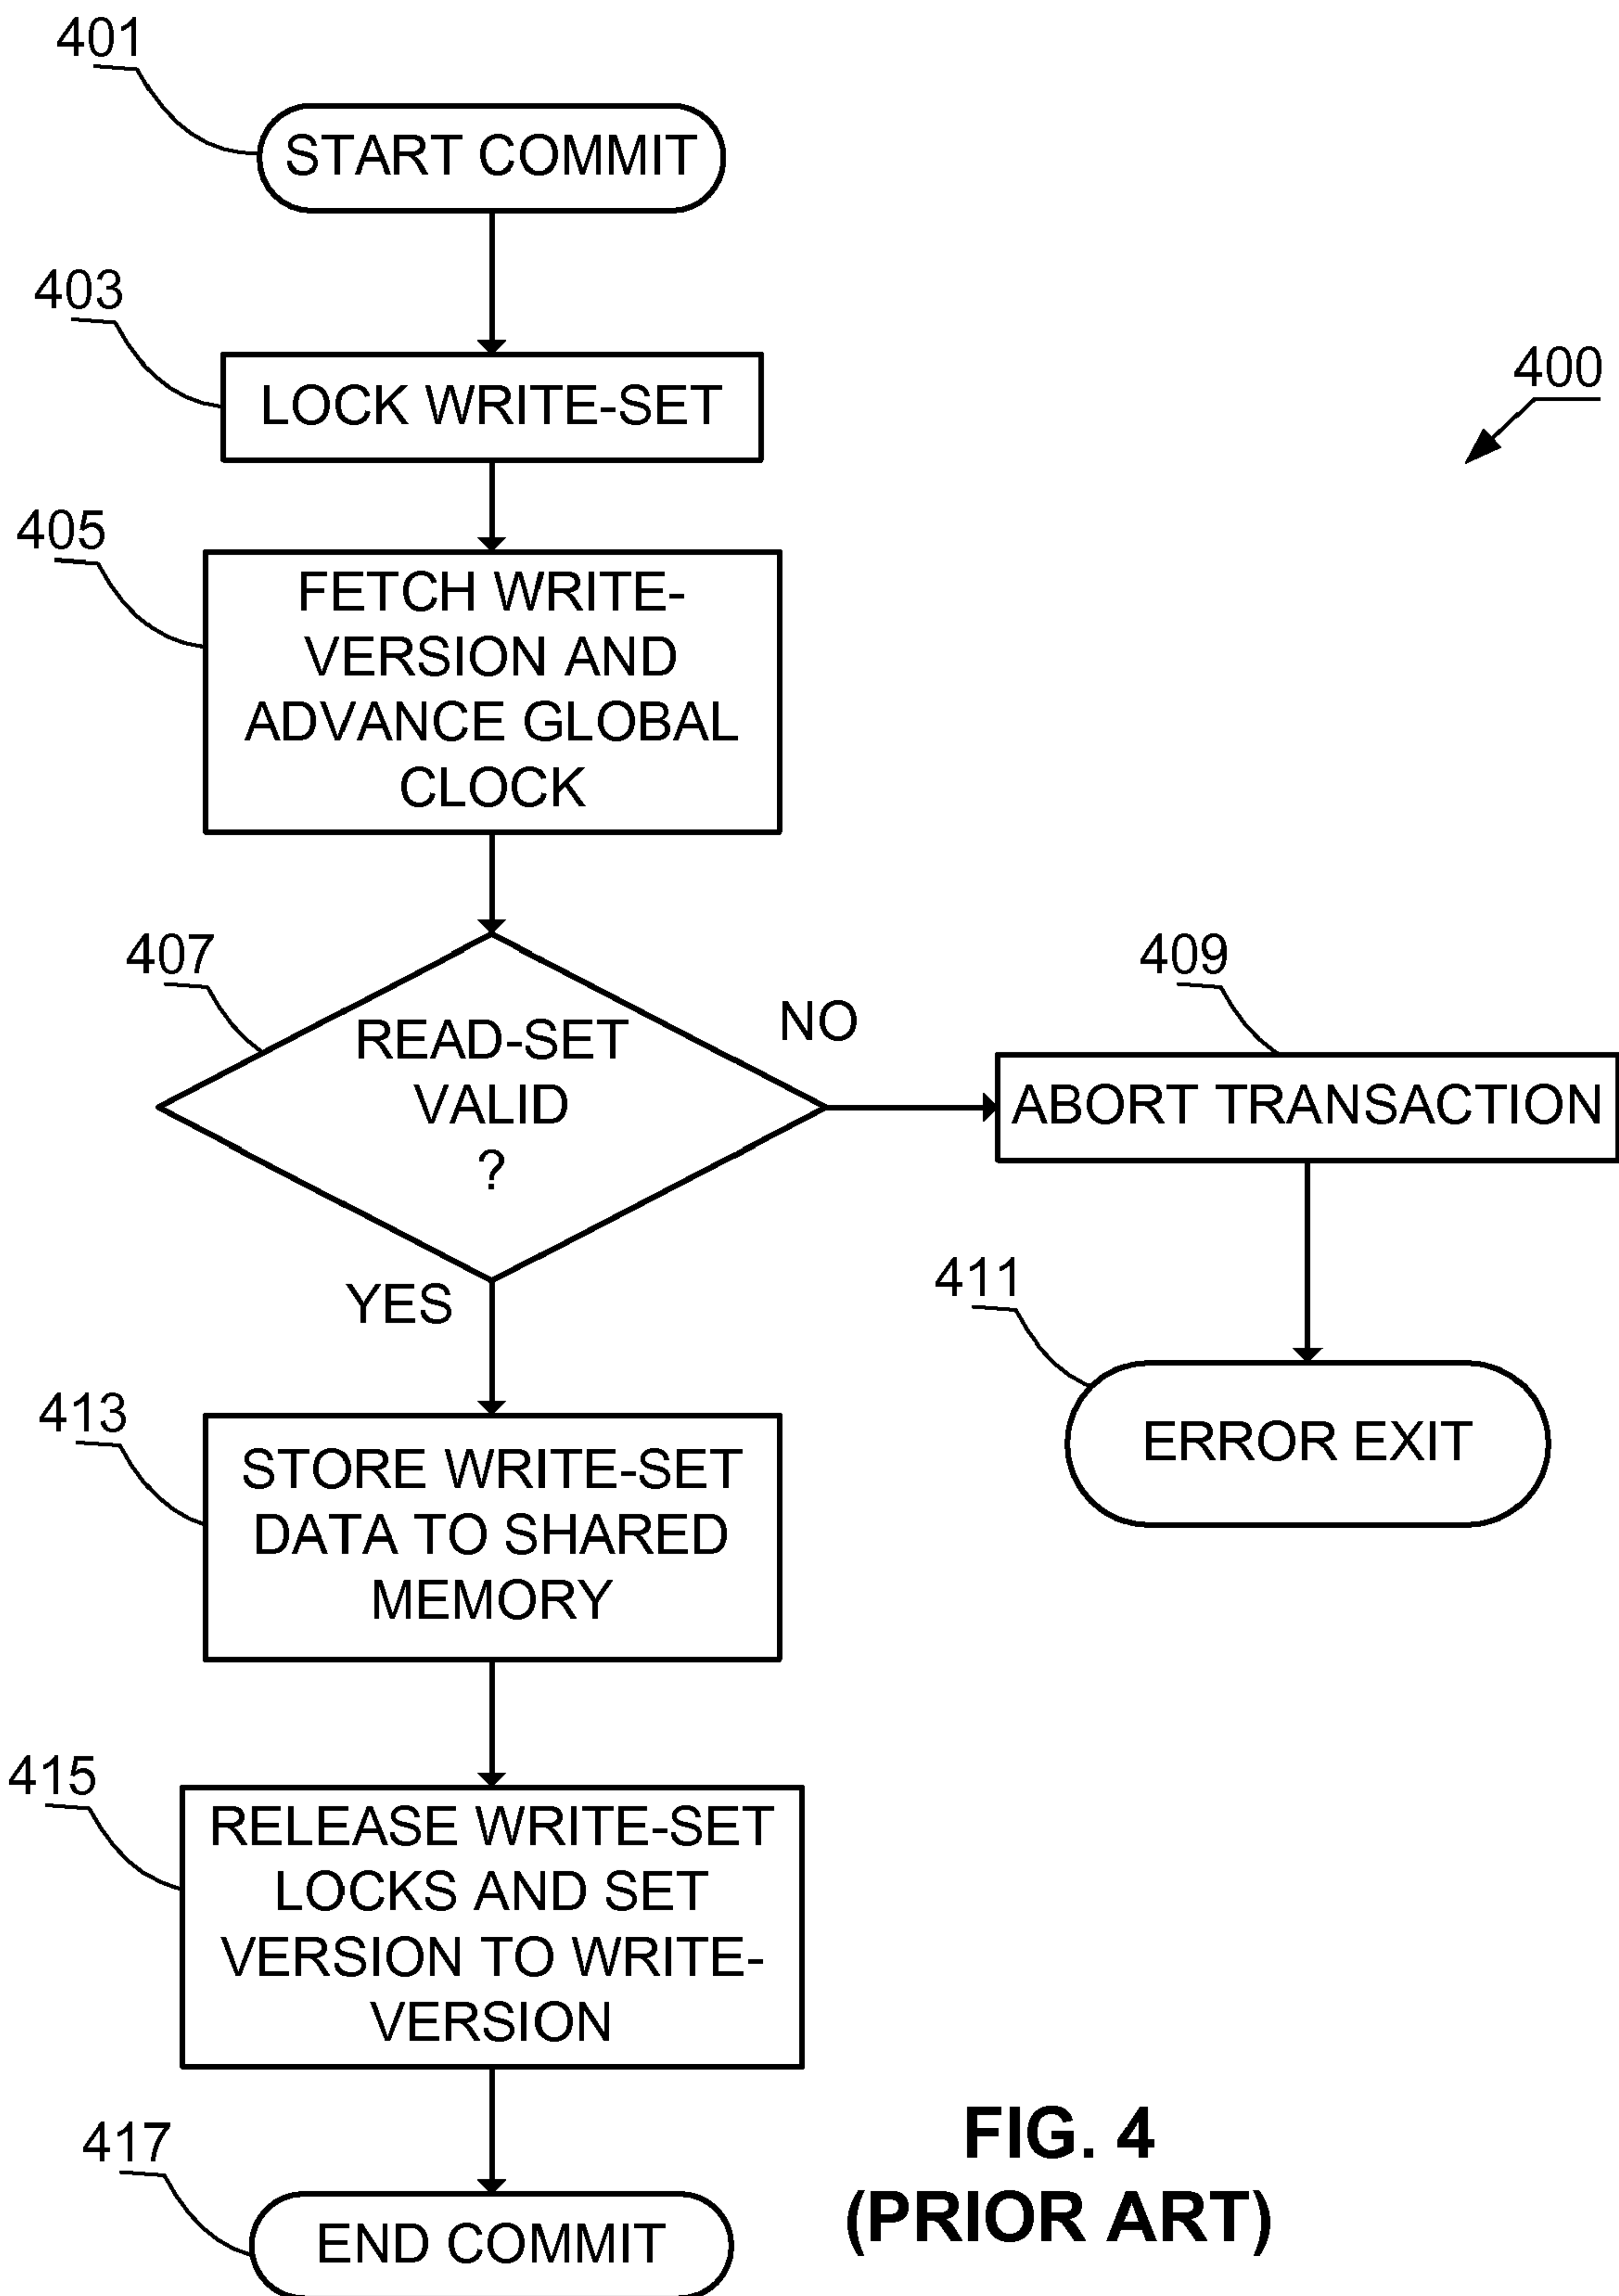 401
START COMMIT
403
LOCK WRITE-SET
400
405
FETCH WRITE-
VERSION AND
ADVANCE GLOBAL
CLOCK
407
READ-SET
VALID
?
NO
409
ABORT TRANSACTION
YES
411
ERROR EXIT
413
STORE WRITE-SET
DATA TO SHARED
MEMORY
415
RELEASE WRITE-SET
LOCKS AND SET
VERSION TO WRITE-
VERSION
417
END COMMIT
FIG. 4
(PRIOR ART)